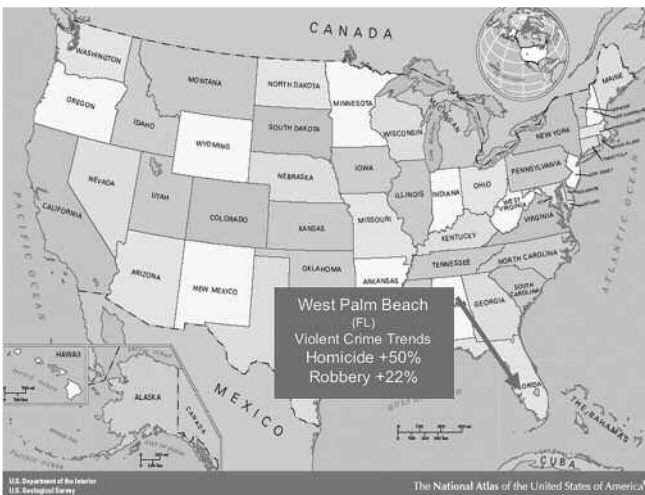 CANADA
WASHINGTON
MONTANA
NORTH DAKOTA
MINNESOTA
MAINE
OREGON
IDAHO
WYOMING
SOUTH DAKOTA
WISCONSIN
MICHIGAN
NEW YORK
NEVADA
UTAH
COLORADO
NEBRASKA
IOWA
ILLINOIS
INDIANA
OHIO
PENNSYLVANIA
CALIFORNIA
KANSAS
MISSOURI
KENTUCKY
WEST
VIRGINIA
VIRGINIA
ARIZONA
NEW MEXICO
OKLAHOMA
ARKANSAS
TENNESSEE
NORTH CAROLINA
SOUTH
CAROLINA
GEORGIA
PACIFIC OCEAN
ATLANTIC OCEAN
West Palm Beach
(FL)
Violent Crime Trends
Homicide +50%
Robbery +22%
HAWAII
ALASKA
CANADA
MEXICO
THE BAHAMAS
CUBA
U.S. Department of the Interior
U.S. Geological Survey
The National Atlas of the United States of America